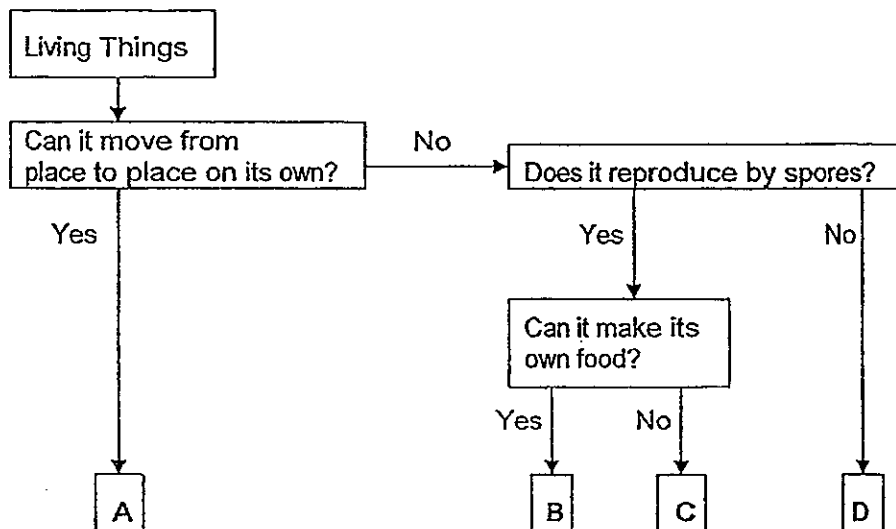 Living Things
Can it move from
place to place on its own?
No
Does it reproduce by spores?
Yes
Yes
No
Can it make its
own food?
Yes
No
A
B
C
D